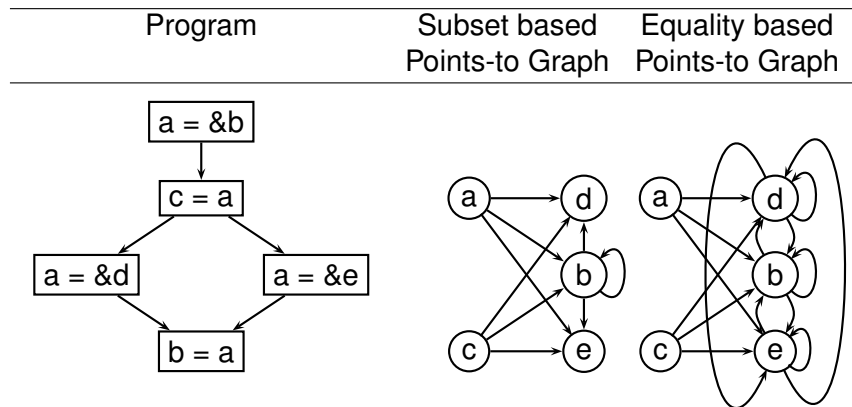 Program
Subset based
Points-to Graph
Equality based
Points-to Graph
a = &b
c = a
a = &d
a = &e
b = a
a
d
b
c
e
a
d
b
c
e